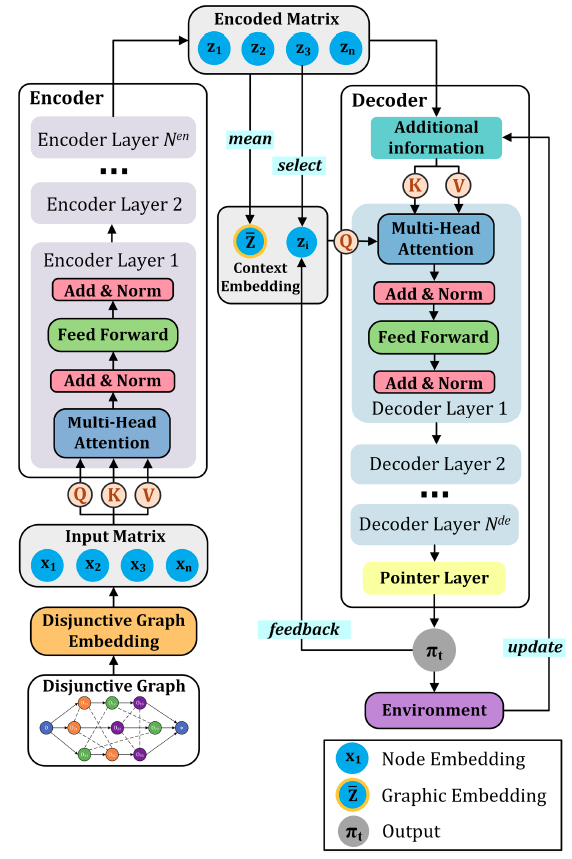 Encoded Matrix
z1 z2 z3 zn
Encoder
Encoder Layer N^en
...
Encoder Layer 2
Encoder Layer 1
Add & Norm
Feed Forward
Add & Norm
Multi-Head
Attention
Q K V
Input Matrix
x1 x2 x3 xn
Disjunctive Graph
Embedding
Disjunctive Graph
mean
select
Z̄ zi
Context
Embedding
Q
Decoder
Additional
information
K V
Multi-Head
Attention
Add & Norm
Feed Forward
Add & Norm
Decoder Layer 1
Decoder Layer 2
...
Decoder Layer N^de
Pointer Layer
feedback
πt
update
Environment
x1 Node Embedding
Z̄ Graphic Embedding
πt Output